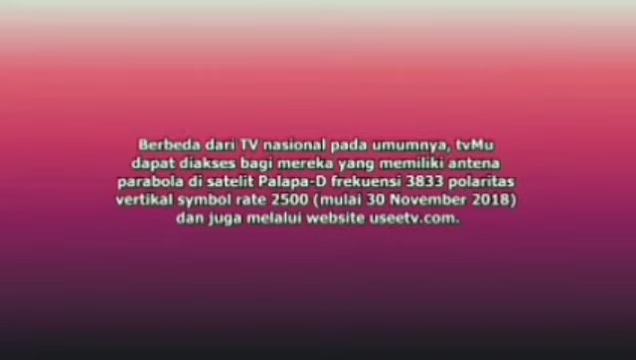 Berbeda dari TV nasional pada umumnya, tvMu
dapat diakses bagi mereka yang memiliki antena
parabola di satelit Palapa-D frekuensi 3833 polaritas
vertikal symbol rate 2500 (mulai 30 November 2018)
dan juga melalui website useetv.com.